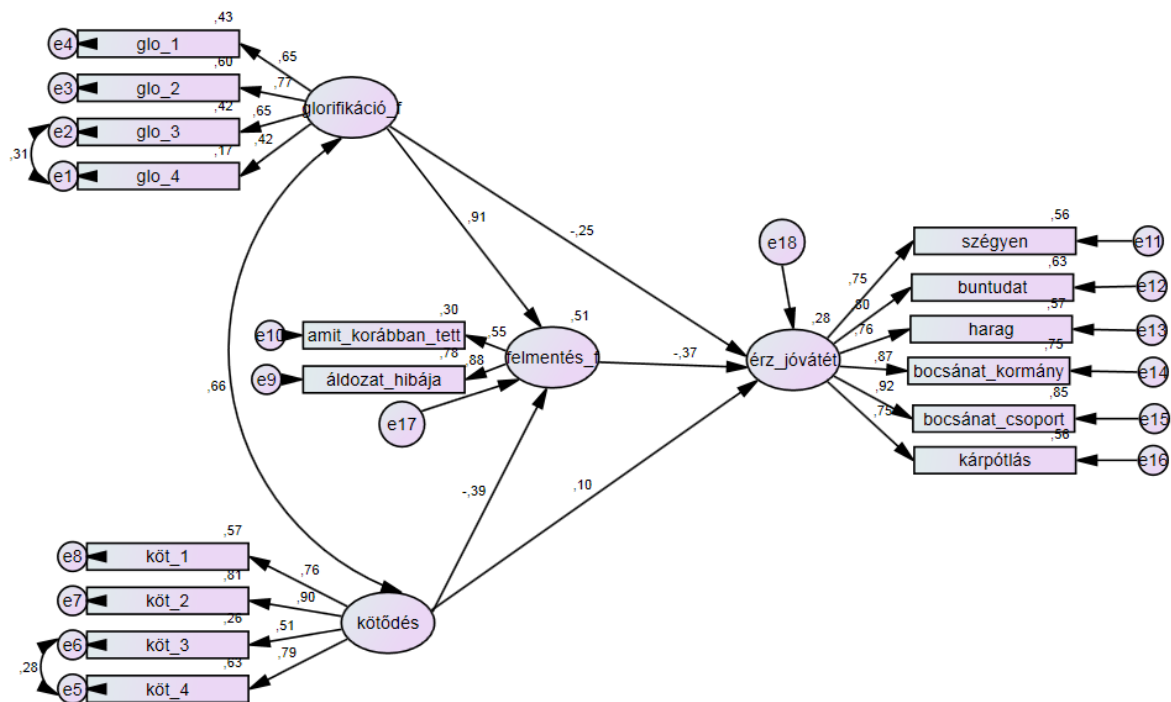 ,43
e4
glo_1
,65
,60
e3
glo_2
,77
glorifikáció_f
,42
e2
glo_3
,65
,31
,17
e1
glo_4
,42
,91
-,25
,66
e18
,56
szégyen
e11
,75
,63
buntudat
e12
,80
,57
harag
e13
,76
,75
bocsánat_kormány
e14
,87
,85
bocsánat_csoport
e15
,92
,56
kárpótlás
e16
,75
,28
érz_jóvátét
,30
e10
amit_korábban_tett
,55
,51
felmentés_f
-,37
,78
e9
áldozat_hibája
,88
e17
-,39
,10
,57
e8
köt_1
,76
,81
e7
köt_2
,90
kötődés
,26
e6
köt_3
,51
,28
,63
e5
köt_4
,79